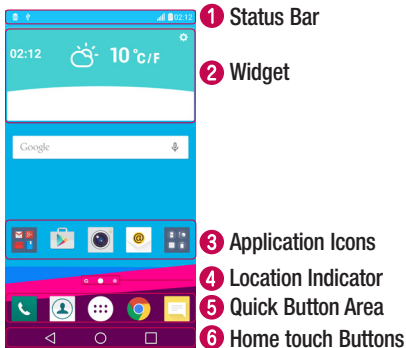 02:12
1 Status Bar
02:12 10 °C/F
2 Widget
Google
3 Application Icons
4 Location Indicator
5 Quick Button Area
6 Home touch Buttons